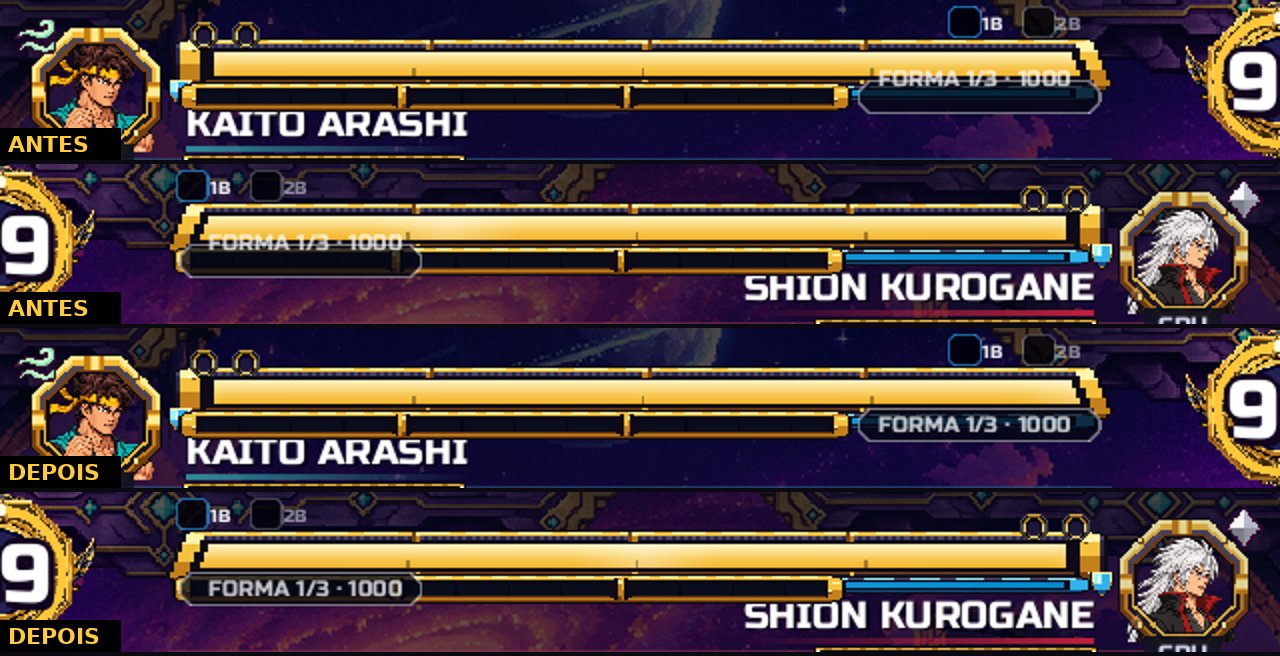 1B 2B
FORMA 1/3 · 1000
9
KAITO ARASHI
ANTES
1B 2B
9
FORMA 1/3 · 1000
SHION KUROGANE
ANTES
1B 2B
9
FORMA 1/3 · 1000
KAITO ARASHI
DEPOIS
1B 2B
9
FORMA 1/3 · 1000
SHION KUROGANE
DEPOIS